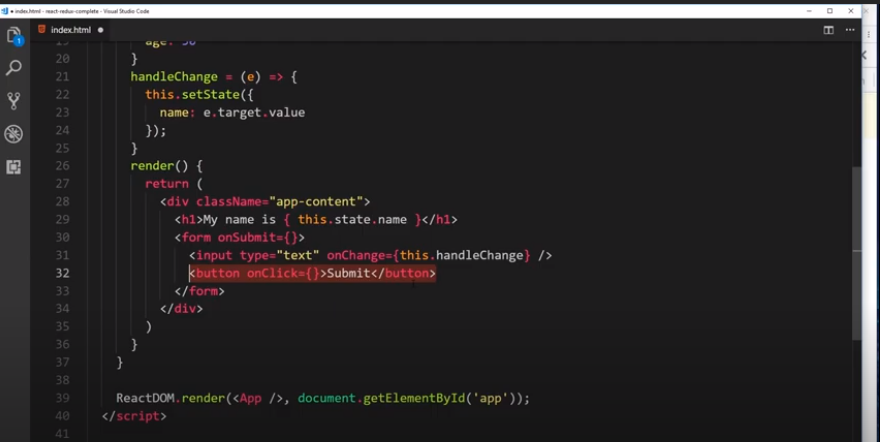 index.html - react-redux-complete - Visual Studio Code
index.html
1
19 age: 30
20 }
21 handleChange = (e) => {
22 this.setState({
23 name: e.target.value
24 });
25 }
26 render() {
27 return (
28 <div className="app-content">
29 <h1>My name is { this.state.name }</h1>
30 <form onSubmit={}>
31 <input type="text" onChange={this.handleChange} />
32 <button onClick={}>Submit</button>
33 </form>
34 </div>
35 )
36 }
37 }
38
39 ReactDOM.render(<App />, document.getElementById('app'));
40 </script>
41